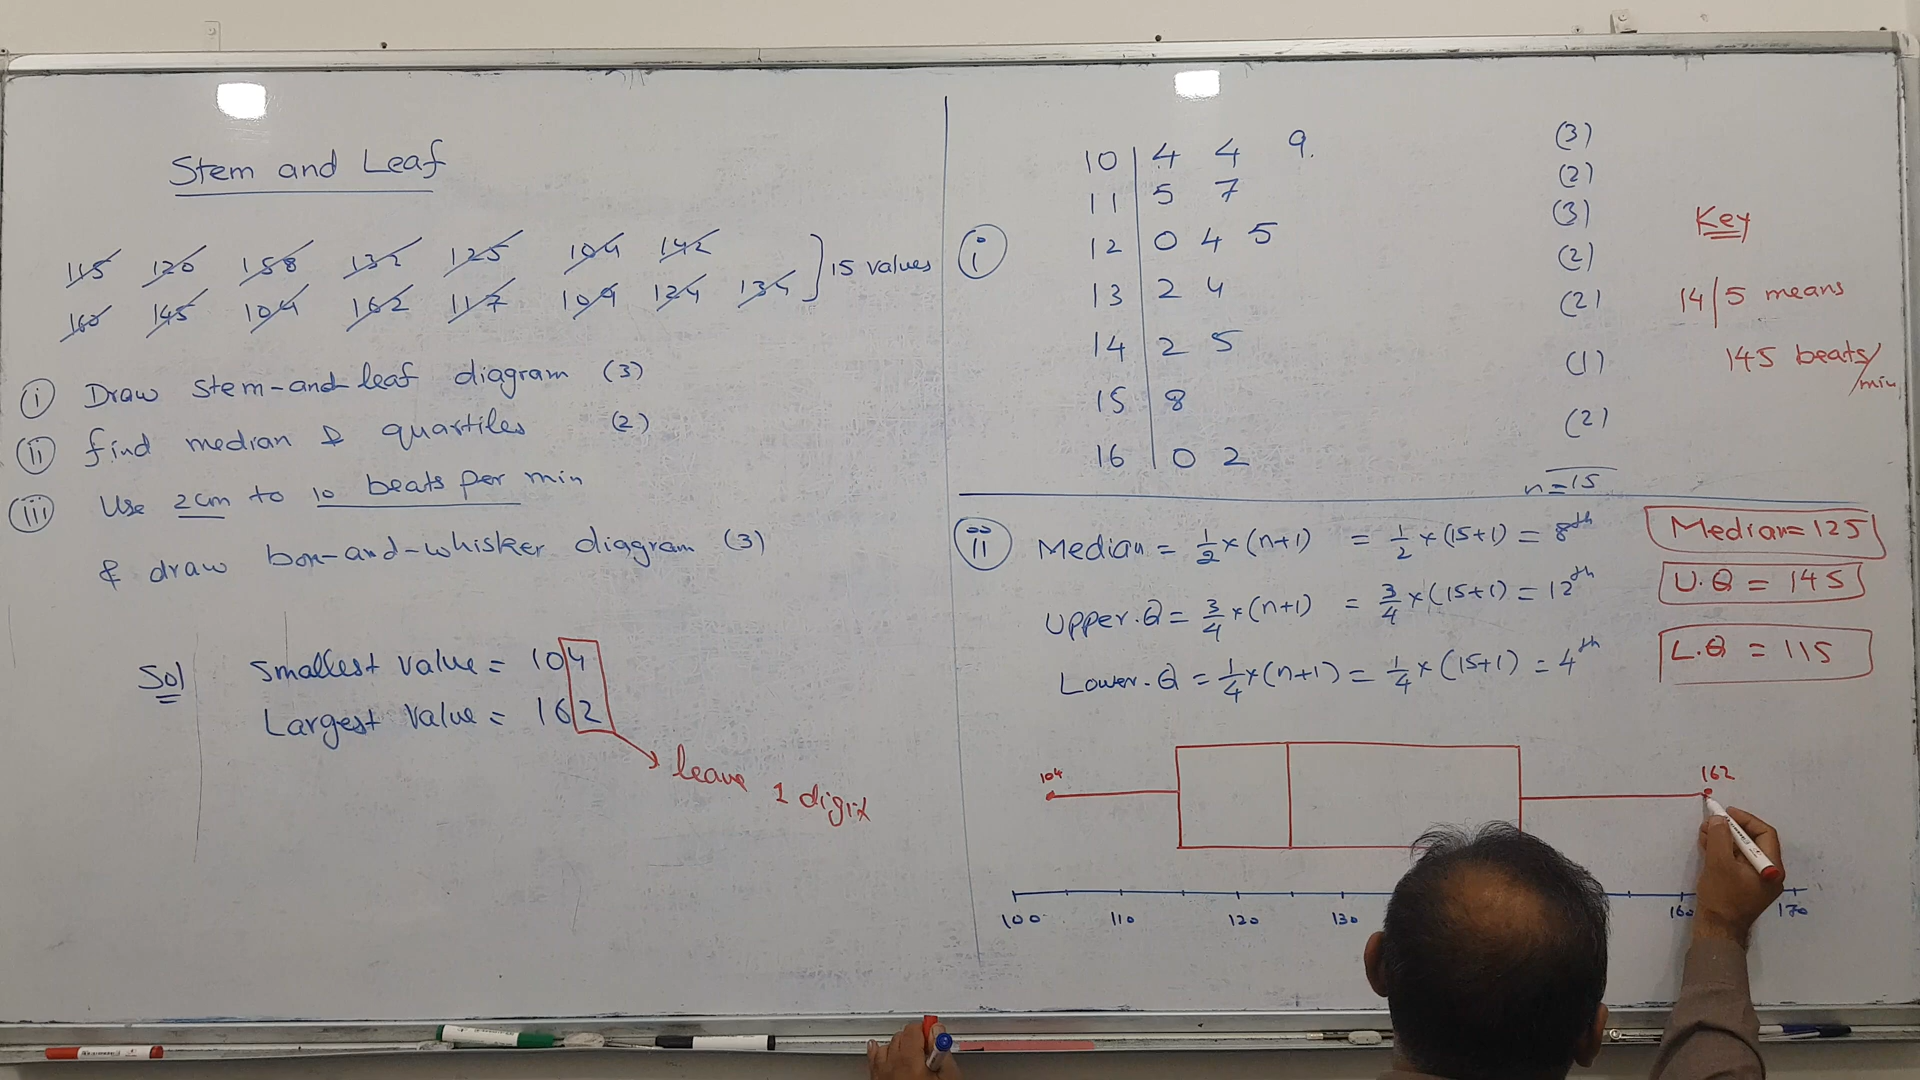 Stem and Leaf
115 120 158 132 125 104 142
160 145 104 162 117 109 124 134
15 values
i Draw stem-and-leaf diagram (3)
ii find median & quartiles (2)
iii Use 2cm to 10 beats per min
& draw box-and-whisker diagram (3)
Sol Smallest value = 104
Largest value = 162
leave 1 digit
i
10 | 4 4 9. (3)
11 | 5 7 (2)
12 | 0 4 5 (3)
13 | 2 4 (2)
14 | 2 5 (2)
15 | 8 (1)
16 | 0 2 (2)
n=15
Key
14|5 means
145 beats/min
ii Median = 1/2 × (n+1) = 1/2 × (15+1) = 8th
Upper.Q = 3/4 × (n+1) = 3/4 × (15+1) = 12th
Lower.Q = 1/4 × (n+1) = 1/4 × (15+1) = 4th
Median = 125
U.Q = 145
L.Q = 115
104 162
100 110 120 130 160 170